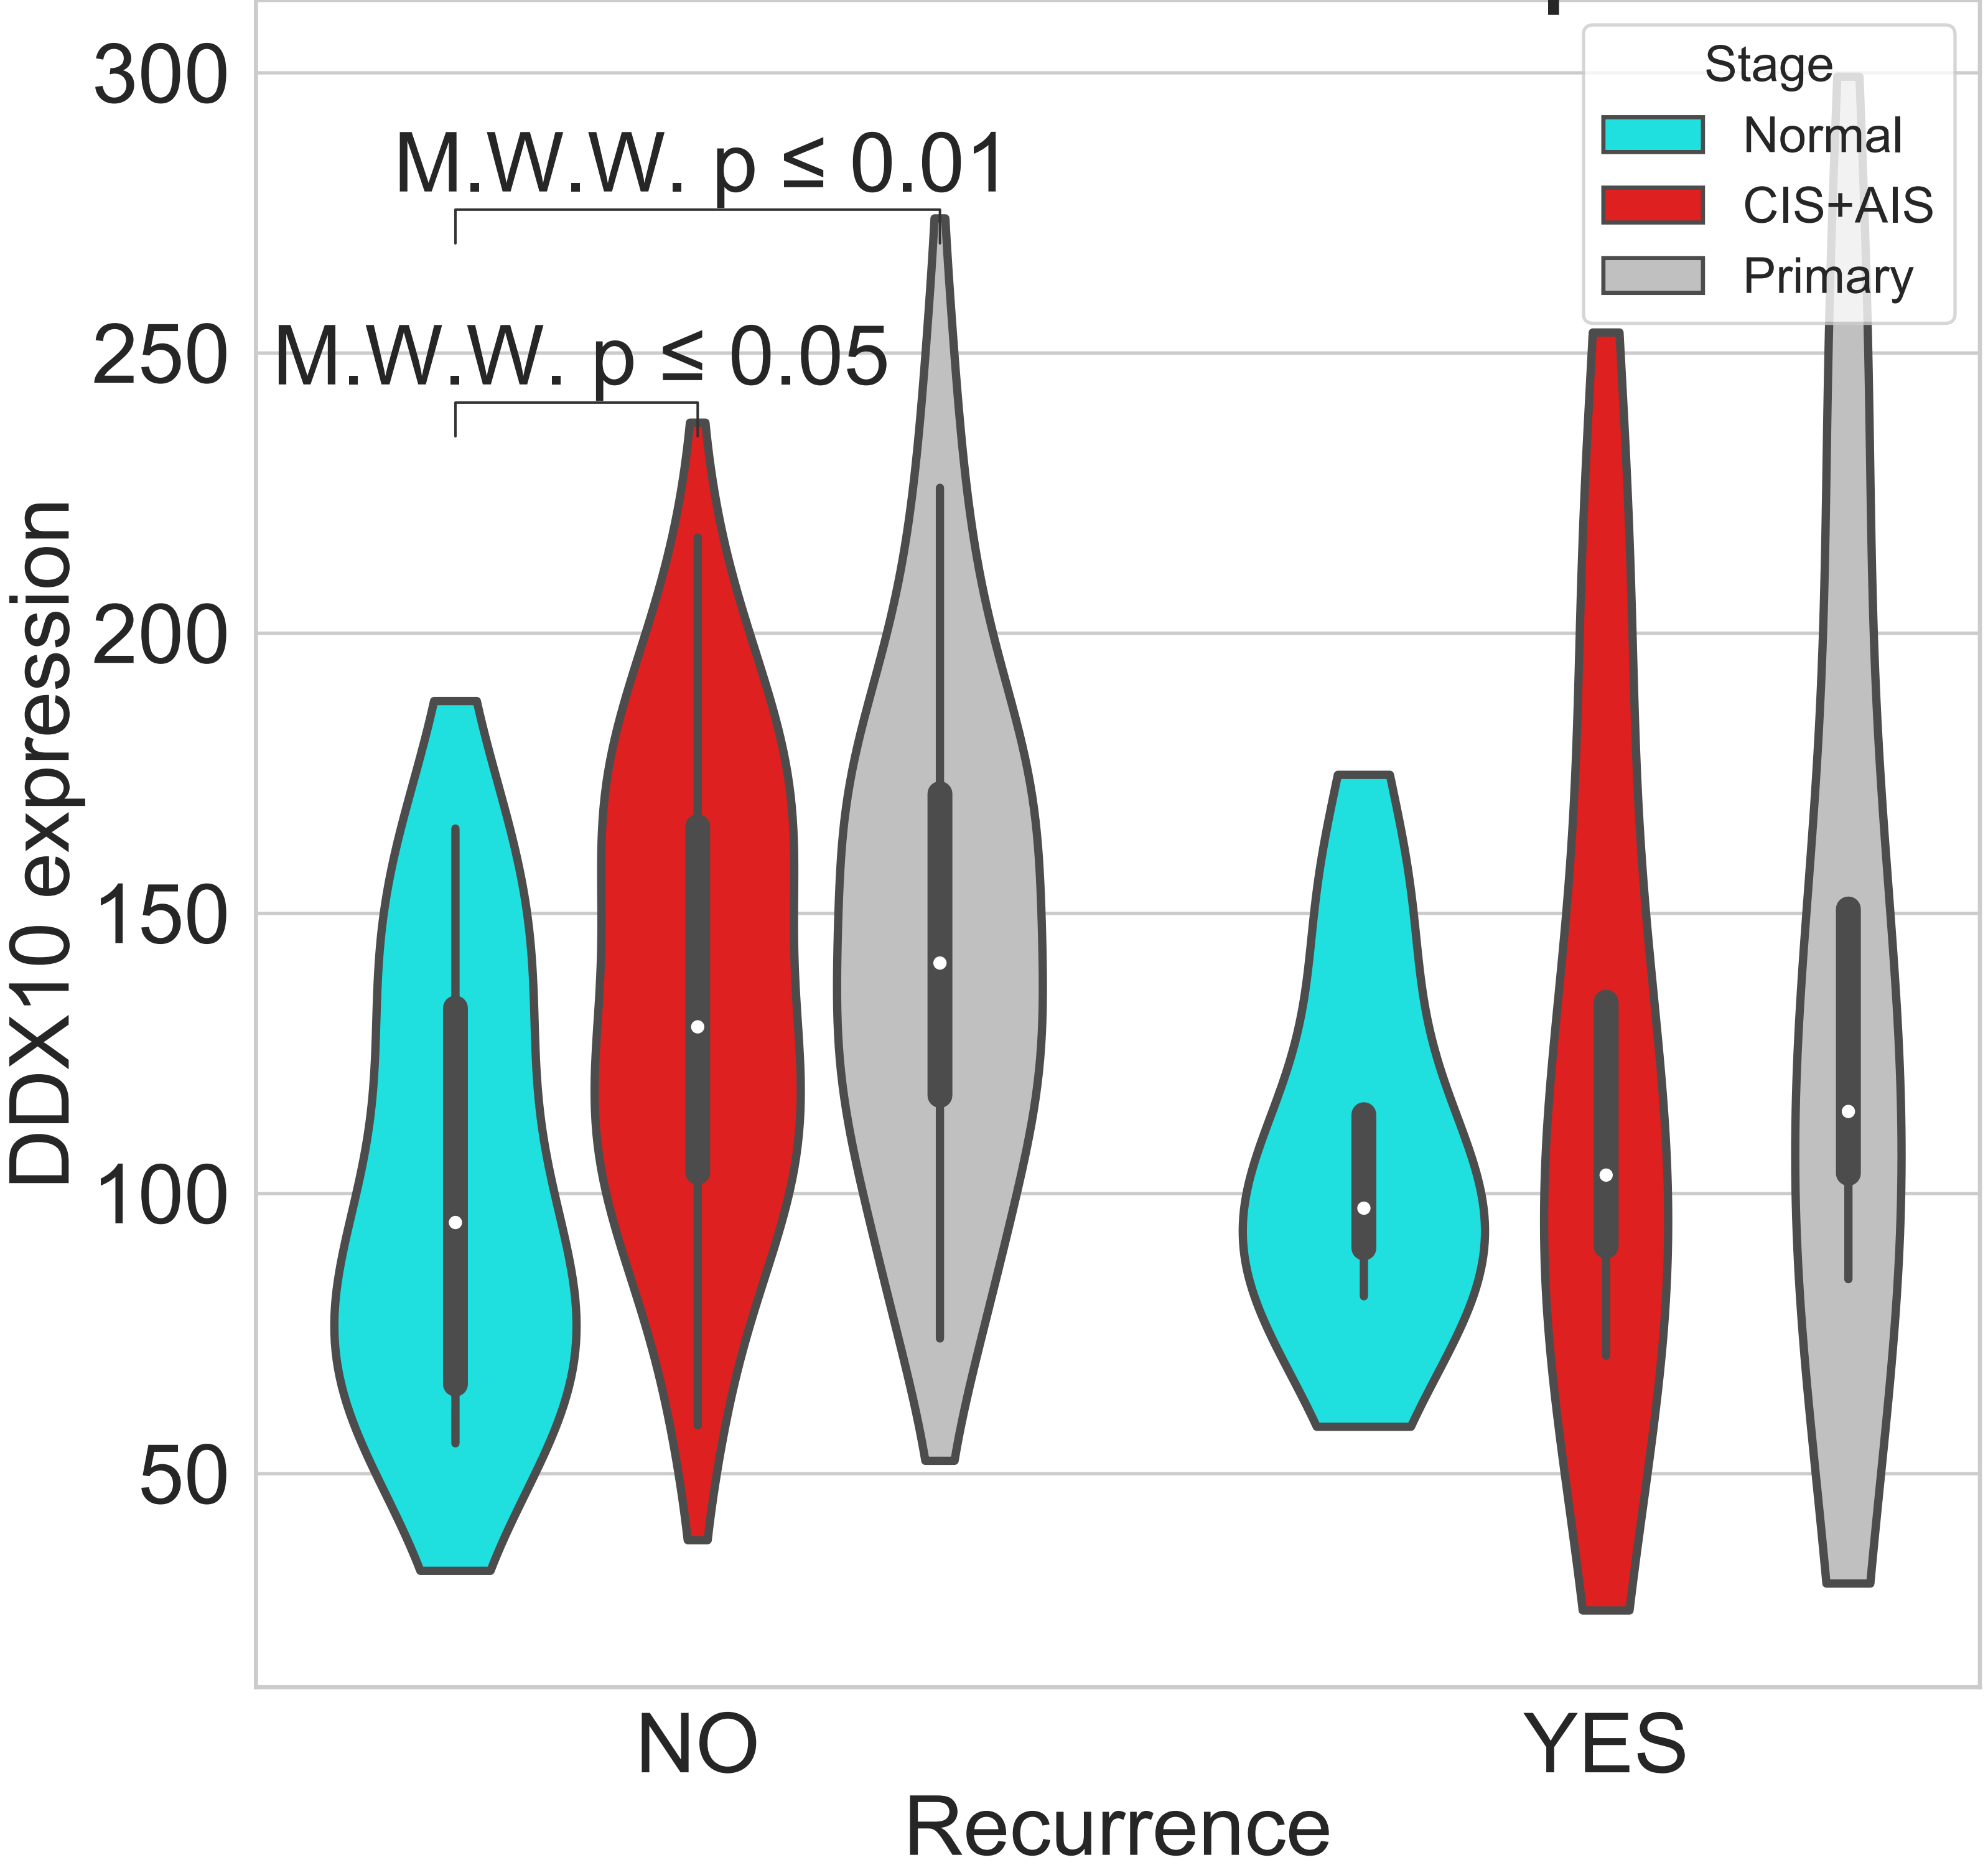 300
250
200
150
100
50
DDX10 expression
M.W.W. p ≤ 0.01
M.W.W. p ≤ 0.05
Stage
Normal
CIS+AIS
Primary
NO
YES
Recurrence